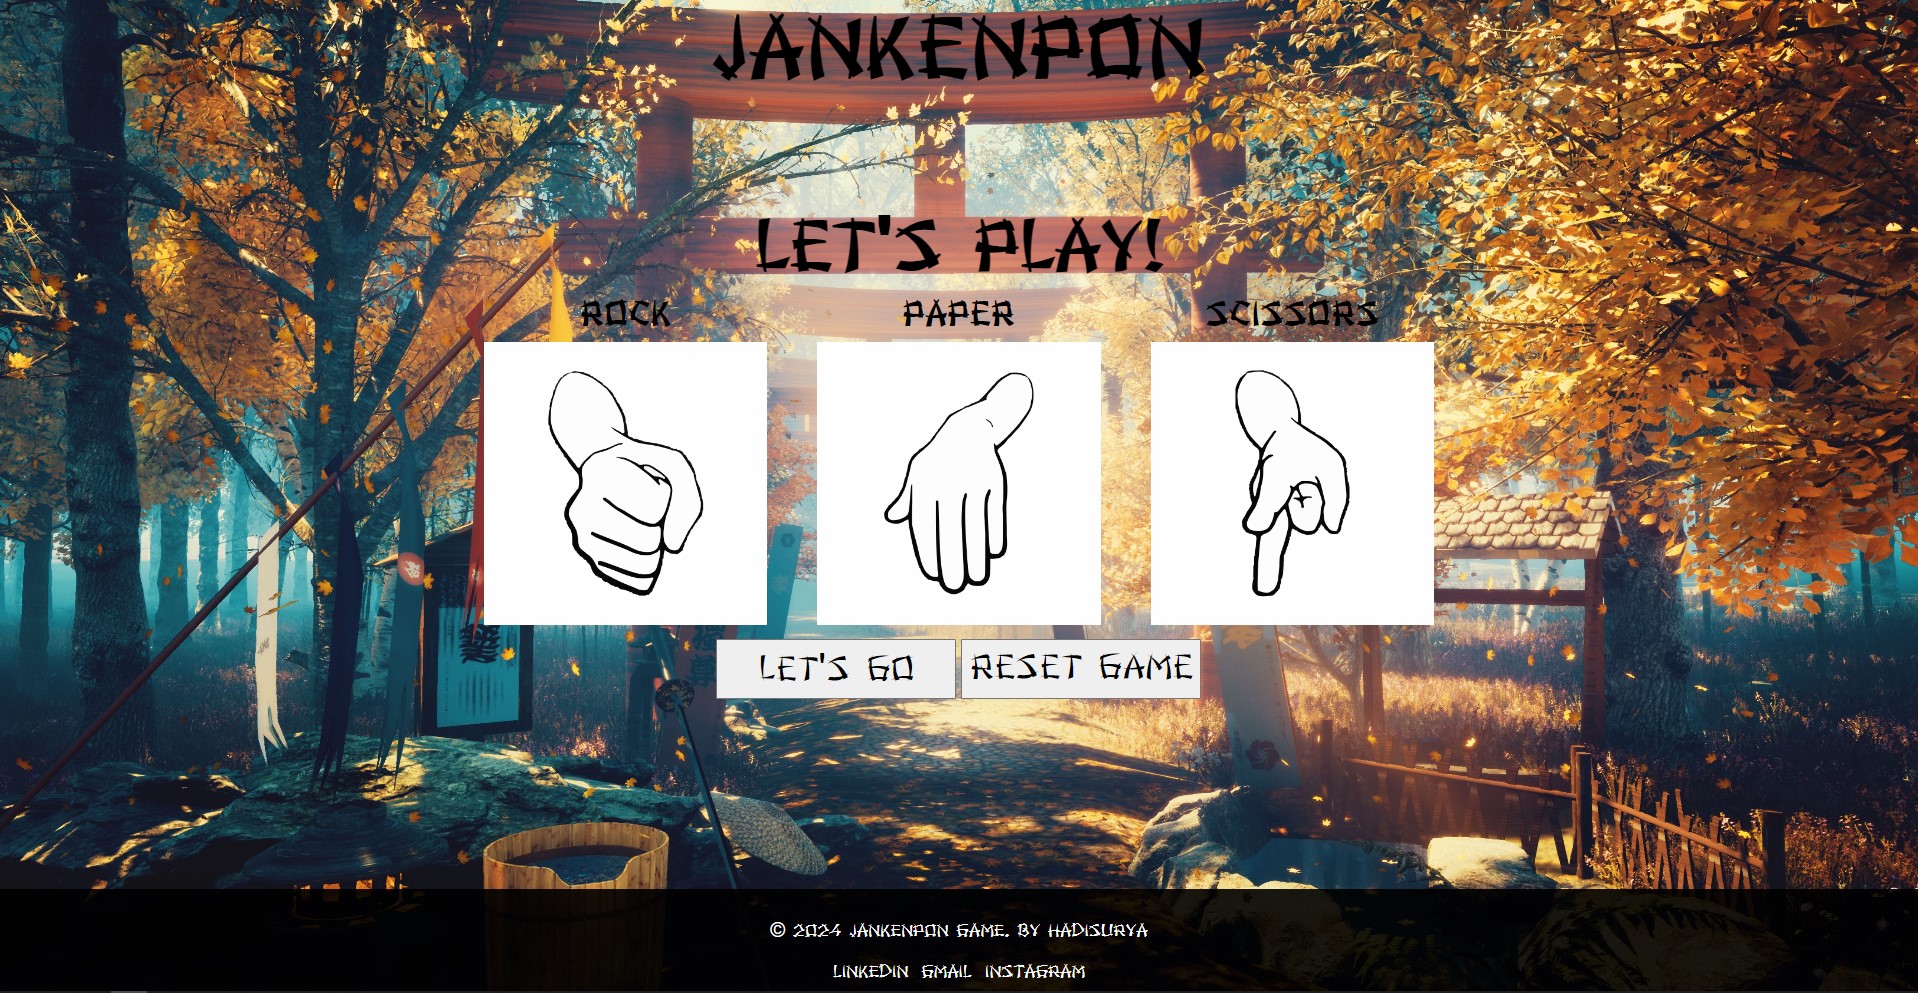 JANKENPON
LET'S PLAY!
ROCK
PAPER
SCISSORS
LET'S GO
RESET GAME
© 2024 JANKENPON GAME. BY HADISURYA
LINKEDIN GMAIL INSTAGRAM